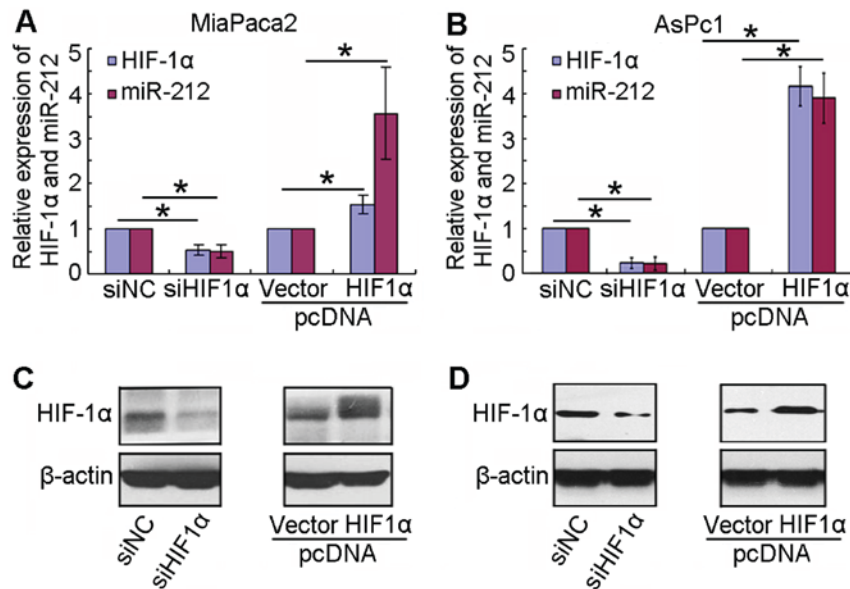 A
MiaPaca2
Relative expression of
HIF-1α and miR-212
5
4
3
2
1
0
HIF-1α
miR-212
*
*
*
*
siNC siHIF1α Vector HIF1α
pcDNA
B
AsPc1
Relative expression of
HIF-1α and miR-212
5
4
3
2
1
0
HIF-1α
miR-212
*
*
*
*
siNC siHIF1α Vector HIF1α
pcDNA
C
HIF-1α
β-actin
siNC
siHIF1α
Vector HIF1α
pcDNA
D
HIF-1α
β-actin
siNC
siHIF1α
Vector HIF1α
pcDNA